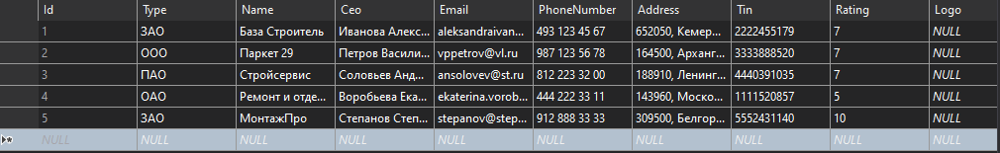 Id Type Name Ceo Email PhoneNumber Address Tin Rating Logo
1 ЗАО База Строитель Иванова Алекс... aleksandraivan... 493 123 45 67 652050, Кемер... 2222455179 7 NULL
2 ООО Паркет 29 Петров Васили... vppetrov@vl.ru 987 123 56 78 164500, Арханг... 3333888520 7 NULL
3 ПАО Стройсервис Соловьев Анд... ansolovev@st.ru 812 223 32 00 188910, Ленинг... 4440391035 7 NULL
4 ОАО Ремонт и отде... Воробьева Ека... ekaterina.vorob... 444 222 33 11 143960, Моско... 1111520857 5 NULL
5 ЗАО МонтажПро Степанов Степ... stepanov@step... 912 888 33 33 309500, Белгор... 5552431140 10 NULL
NULL NULL NULL NULL NULL NULL NULL NULL NULL NULL